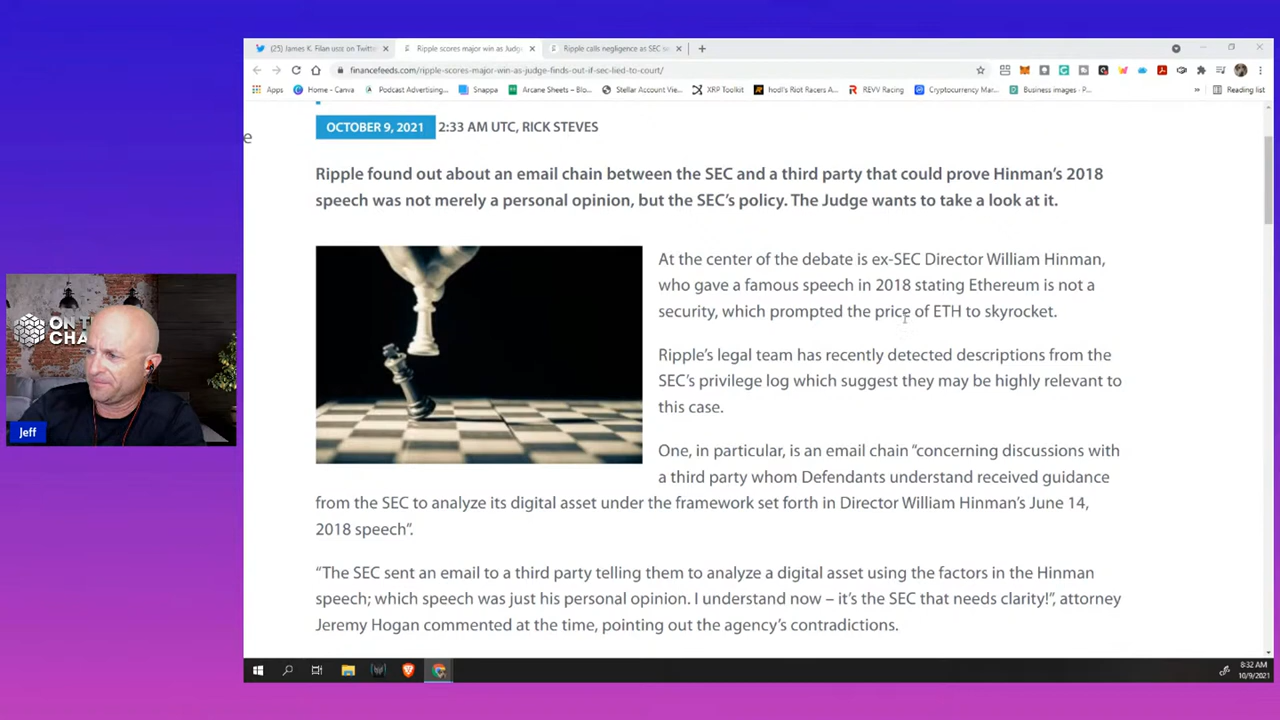 (25) James K. Filan usic on Twitte
Ripple scores major win as Judge
Ripple calls negligence as SEC s
financefeeds.com/ripple-scores-major-win-as-judge-finds-out-if-sec-lied-to-court/
Apps
Home - Canva
Podcast Advertising...
Snappa
Arcane Sheets – Blo...
Stellar Account Vie...
XRP Toolkit
hodl's Riot Racers A...
REVV Racing
Cryptocurrency Mar...
Business images · P...
Reading list
e
OCTOBER 9, 2021 2:33 AM UTC, RICK STEVES
Ripple found out about an email chain between the SEC and a third party that could prove Hinman’s 2018
speech was not merely a personal opinion, but the SEC’s policy. The Judge wants to take a look at it.
At the center of the debate is ex-SEC Director William Hinman,
who gave a famous speech in 2018 stating Ethereum is not a
security, which prompted the price of ETH to skyrocket.
Ripple’s legal team has recently detected descriptions from the
SEC’s privilege log which suggest they may be highly relevant to
this case.
One, in particular, is an email chain “concerning discussions with
a third party whom Defendants understand received guidance
from the SEC to analyze its digital asset under the framework set forth in Director William Hinman’s June 14,
2018 speech”.
“The SEC sent an email to a third party telling them to analyze a digital asset using the factors in the Hinman
speech; which speech was just his personal opinion. I understand now – it’s the SEC that needs clarity!”, attorney
Jeremy Hogan commented at the time, pointing out the agency’s contradictions.
ON T
CHA
Jeff
8:32 AM
10/9/2021